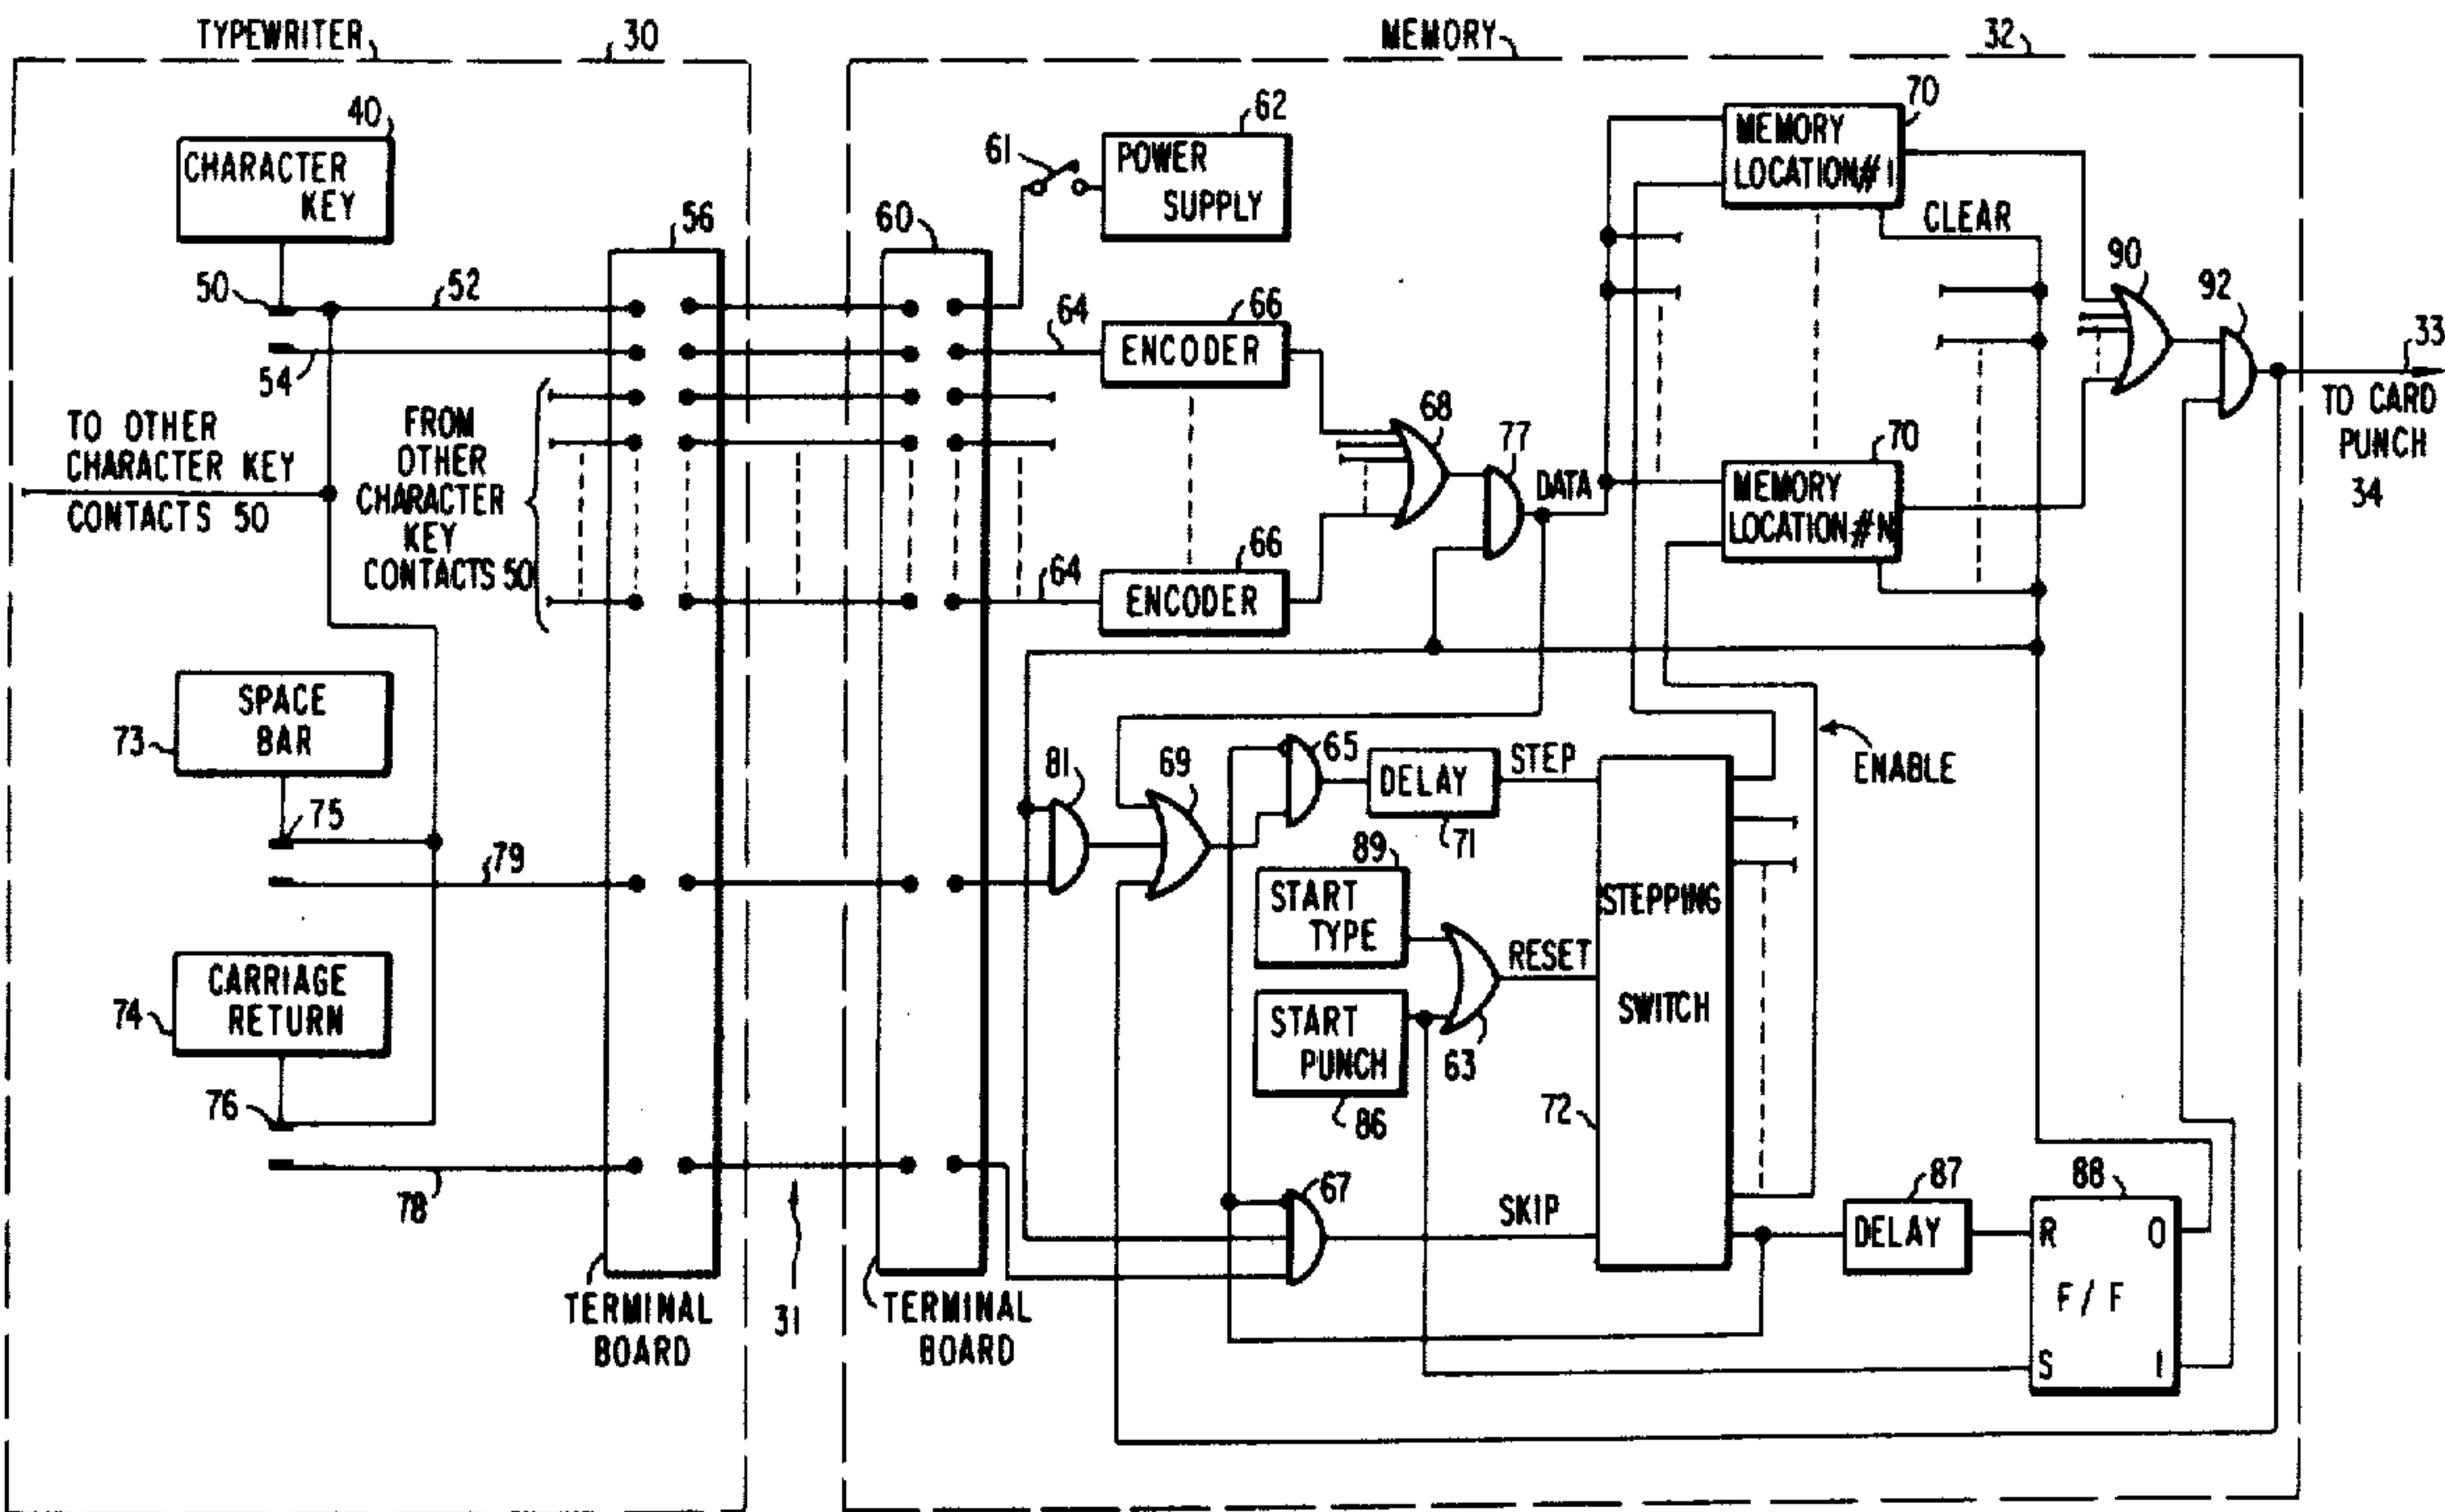 TYPEWRITER
30
MEMORY
32
40
CHARACTER
KEY
61
62
POWER
SUPPLY
70
MEMORY
LOCATION#1
56
60
CLEAR
50
52
54
64
66
ENCODER
90
92
33
TO CARD
PUNCH
34
TO OTHER
CHARACTER KEY
CONTACTS 50
FROM
OTHER
CHARACTER
KEY
CONTACTS 50
68
77
DATA
70
MEMORY
LOCATION#N
64
66
ENCODER
SPACE
BAR
73
75
79
81
69
65
DELAY
71
STEP
ENABLE
89
START
TYPE
STEPPING
SWITCH
72
RESET
CARRIAGE
RETURN
74
START
PUNCH
86
63
76
78
67
SKIP
87
DELAY
88
R
O
F/F
S
1
TERMINAL
BOARD
31
TERMINAL
BOARD